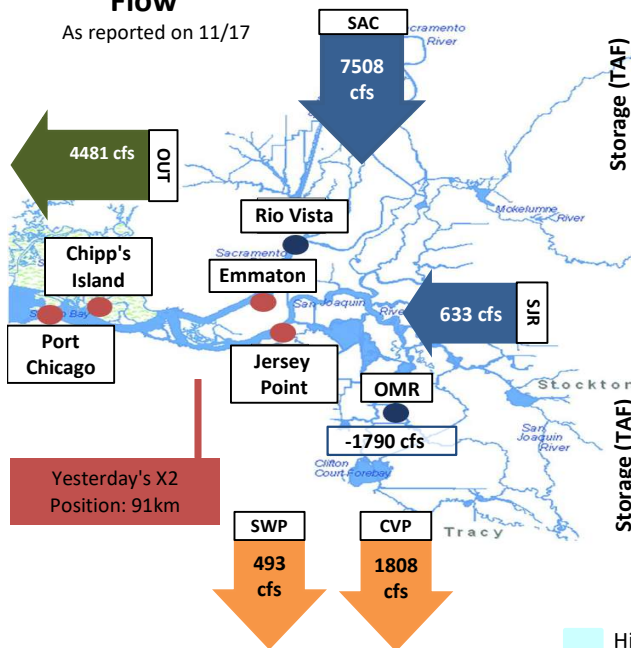 Flow
As reported on 11/17
SAC
Sacramento
River
7508
cfs
Storage (TAF)
4481 cfs
OUT
Rio Vista
Mokelumne
River
Chipp's
Island
Sacramento
Emmaton
San Joaquin
River
633 cfs
SJR
Port
Chicago
Jersey
Point
OMR
Stockton
-1790 cfs
San
Joaquin
River
Clifton
Court Forebay
Storage (TAF)
Yesterday's X2
Position: 91km
SWP
CVP
Tracy
493
cfs
1808
cfs
Hi